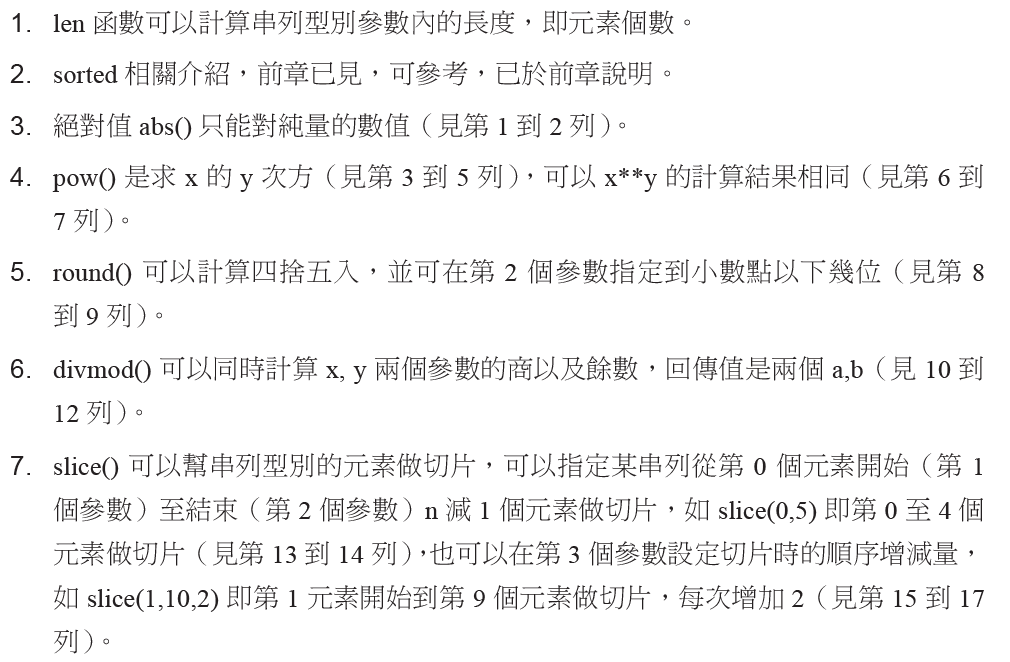 1. len 函數可以計算串列型別參數內的長度，即元素個數。
2. sorted 相關介紹，前章已見，可參考，已於前章說明。
3. 絕對值 abs() 只能對純量的數值（見第 1 到 2 列）。
4. pow() 是求 x 的 y 次方（見第 3 到 5 列），可以 x**y 的計算結果相同（見第 6 到
7 列）。
5. round() 可以計算四捨五入，並可在第 2 個參數指定到小數點以下幾位（見第 8
到 9 列）。
6. divmod() 可以同時計算 x, y 兩個參數的商以及餘數，回傳值是兩個 a,b（見 10 到
12 列）。
7. slice() 可以幫串列型別的元素做切片，可以指定某串列從第 0 個元素開始（第 1
個參數）至結束（第 2 個參數）n 減 1 個元素做切片，如 slice(0,5) 即第 0 至 4 個
元素做切片（見第 13 到 14 列），也可以在第 3 個參數設定切片時的順序增減量，
如 slice(1,10,2) 即第 1 元素開始到第 9 個元素做切片，每次增加 2（見第 15 到 17
列）。